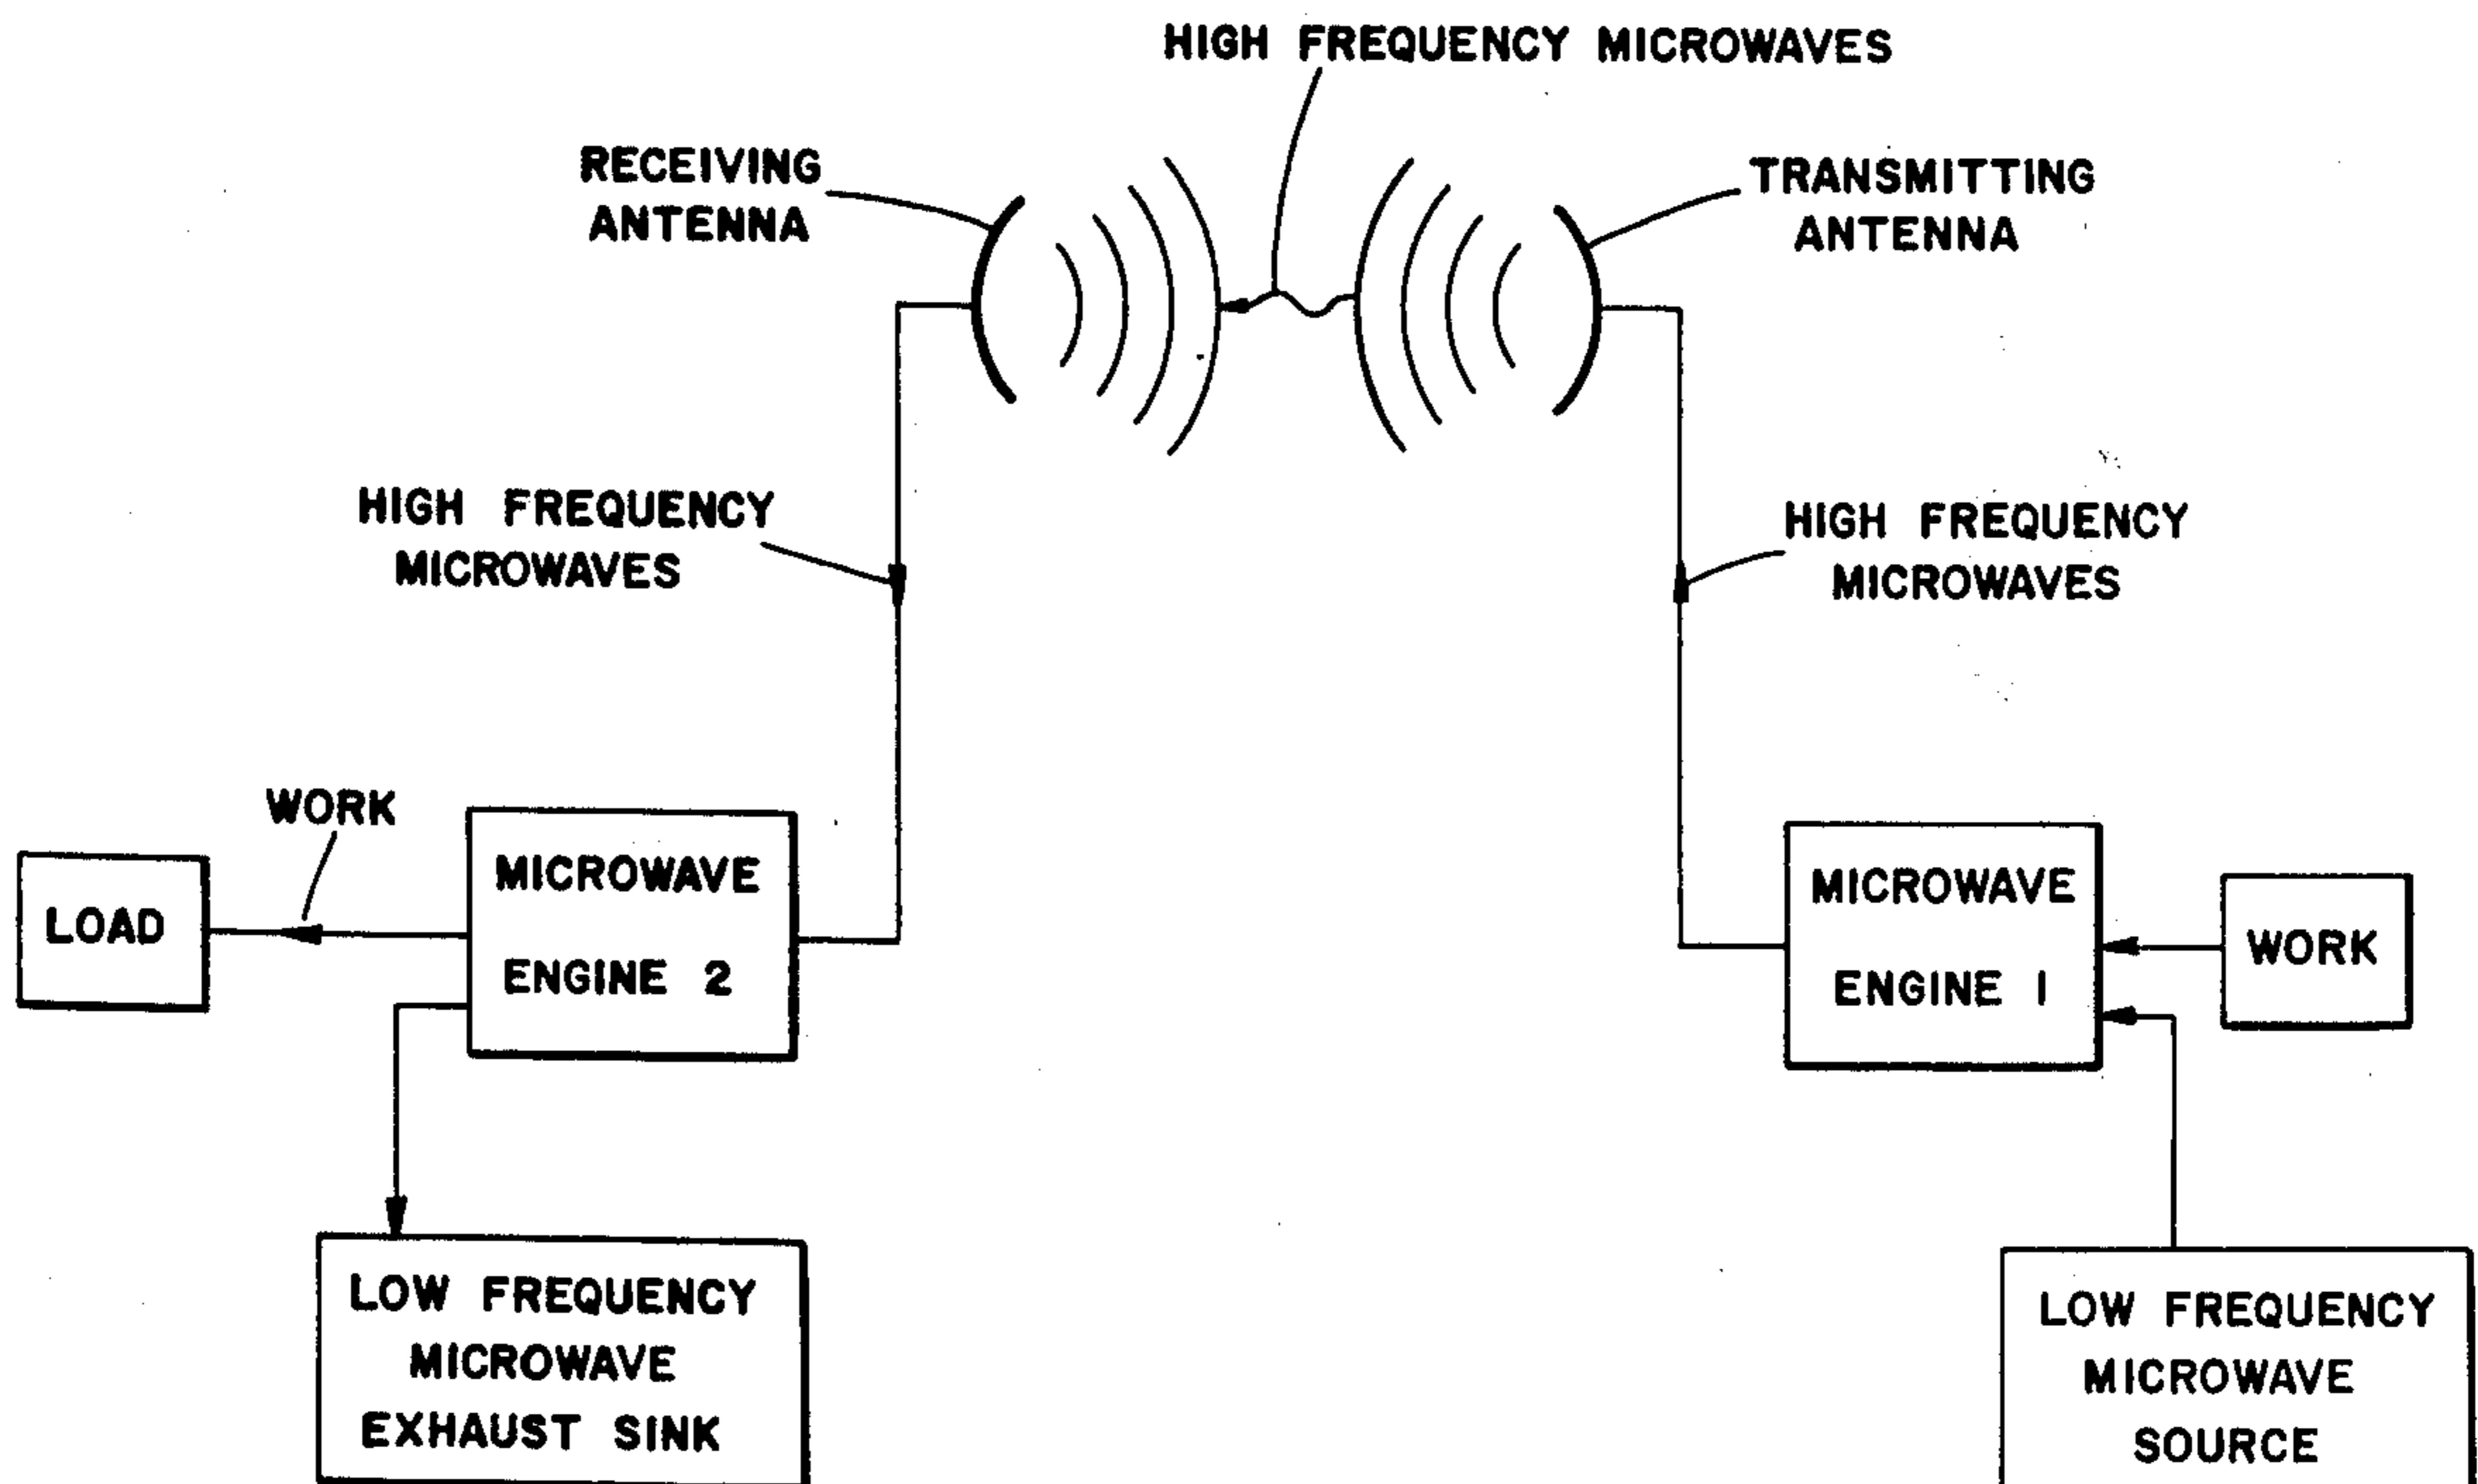 HIGH FREQUENCY MICROWAVES
RECEIVING
ANTENNA
TRANSMITTING
ANTENNA
HIGH FREQUENCY
MICROWAVES
HIGH FREQUENCY
MICROWAVES
WORK
LOAD
MICROWAVE
ENGINE 2
MICROWAVE
ENGINE 1
WORK
LOW FREQUENCY
MICROWAVE
EXHAUST SINK
LOW FREQUENCY
MICROWAVE
SOURCE